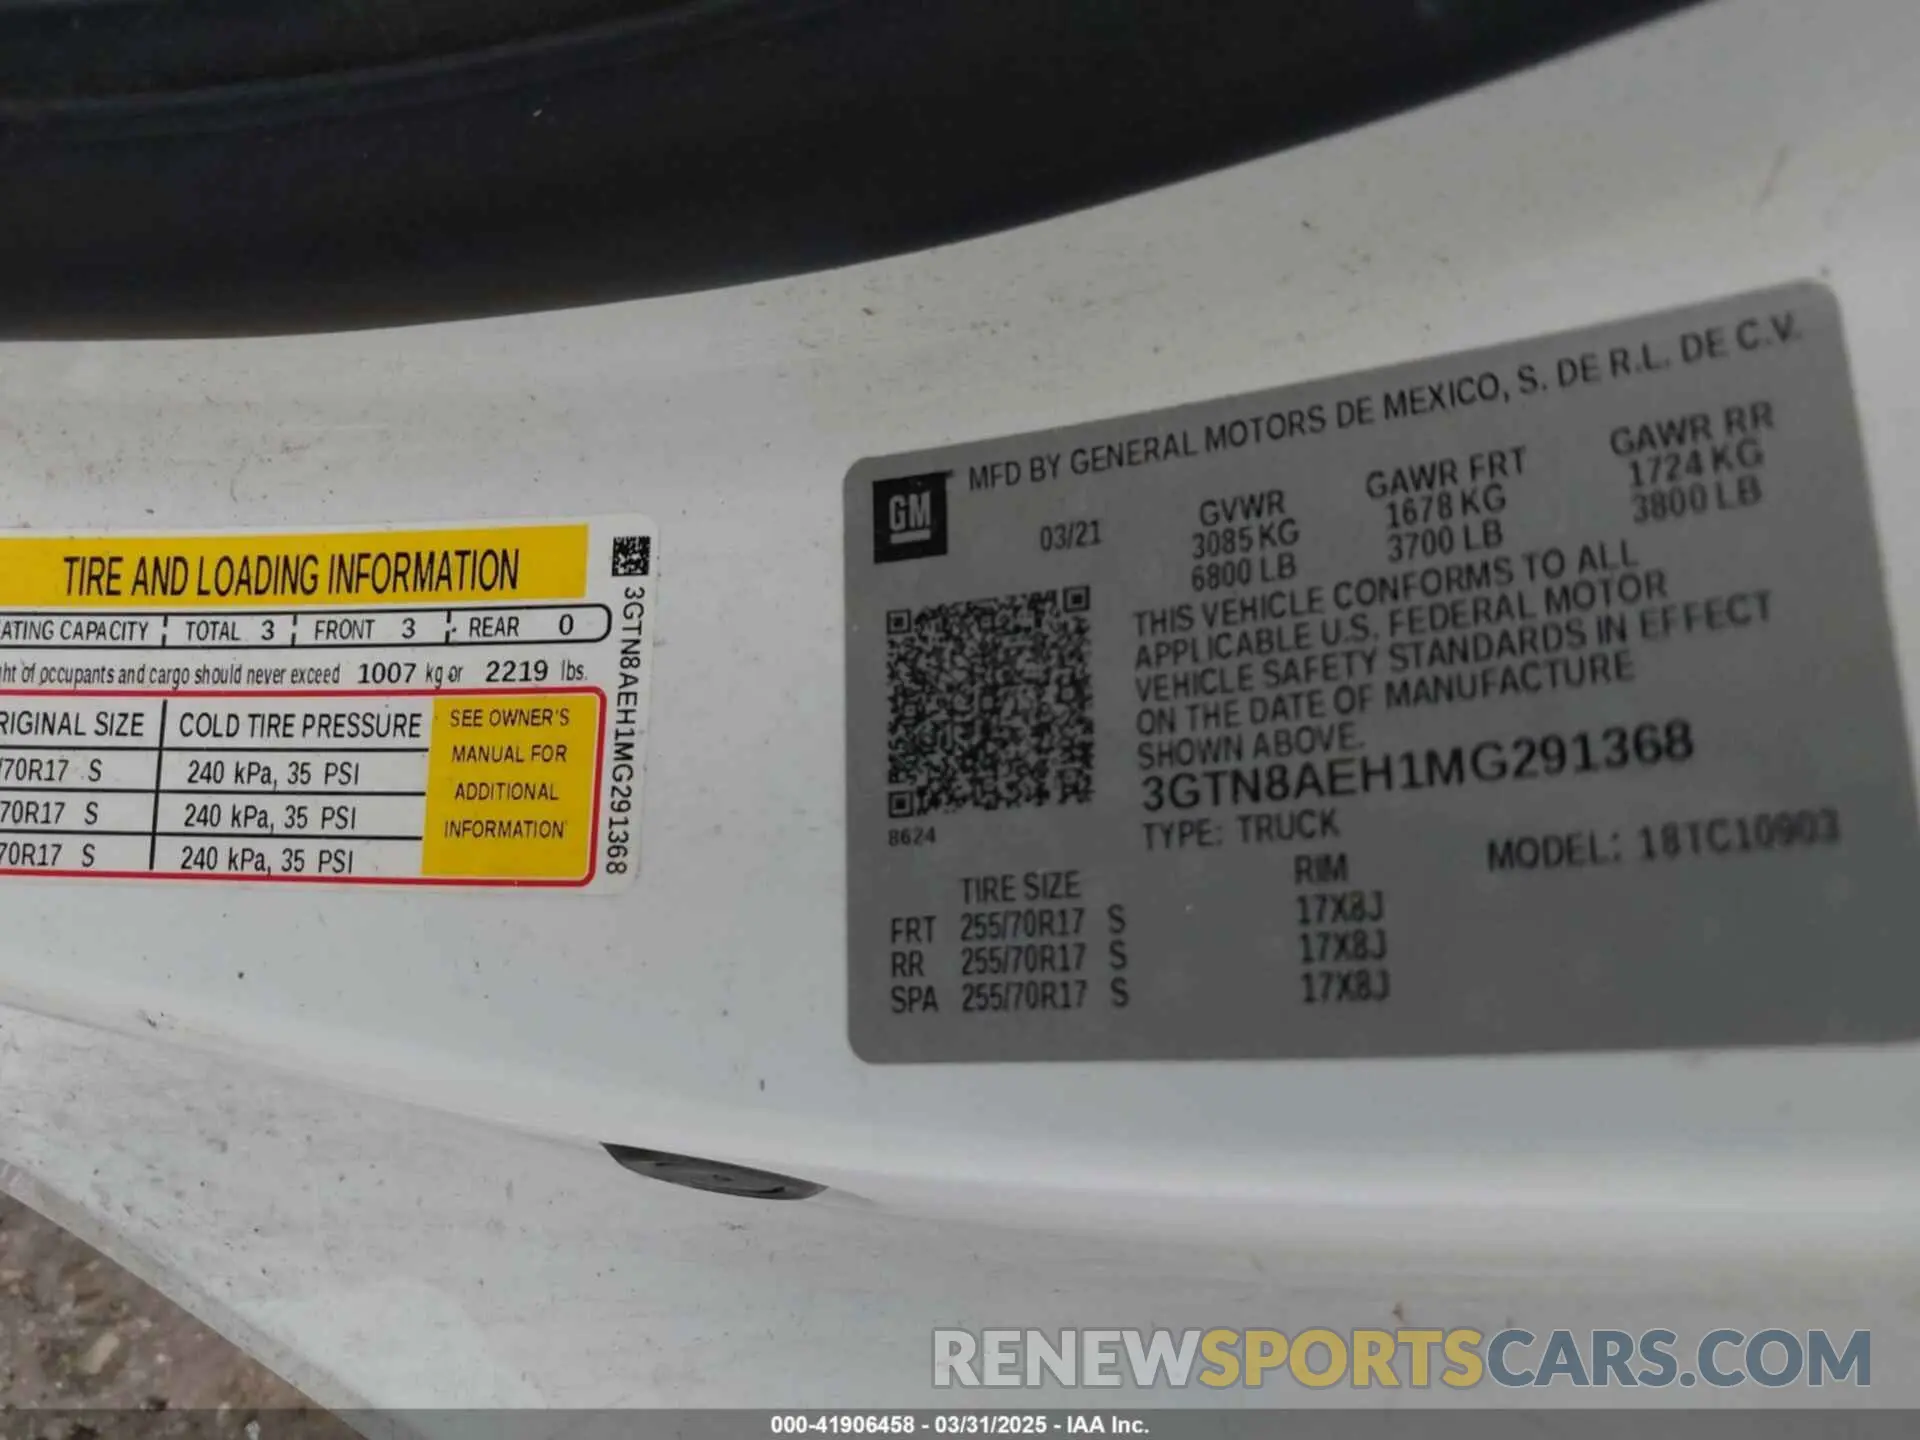 TIRE AND LOADING INFORMATION
ATING CAPACITY TOTAL 3 FRONT 3 REAR 0
ht of occupants and cargo should never exceed 1007 kg or 2219 lbs.
RIGINAL SIZE COLD TIRE PRESSURE
/70R17 S 240 kPa, 35 PSI
70R17 S 240 kPa, 35 PSI
70R17 S 240 kPa, 35 PSI
SEE OWNER'S
MANUAL FOR
ADDITIONAL
INFORMATION
3GTN8AEH1MG291368
GM
MFD BY GENERAL MOTORS DE MEXICO, S. DE R.L. DE C.V.
03/21
GVWR
3085 KG
6800 LB
GAWR FRT
1678 KG
3700 LB
GAWR RR
1724 KG
3800 LB
THIS VEHICLE CONFORMS TO ALL
APPLICABLE U.S. FEDERAL MOTOR
VEHICLE SAFETY STANDARDS IN EFFECT
ON THE DATE OF MANUFACTURE
SHOWN ABOVE.
3GTN8AEH1MG291368
8624
TYPE: TRUCK
MODEL: 18TC10903
TIRE SIZE RIM
FRT 255/70R17 S 17X8J
RR 255/70R17 S 17X8J
SPA 255/70R17 S 17X8J
RENEWSPORTSCARS.COM
000-41906458 - 03/31/2025 - IAA Inc.